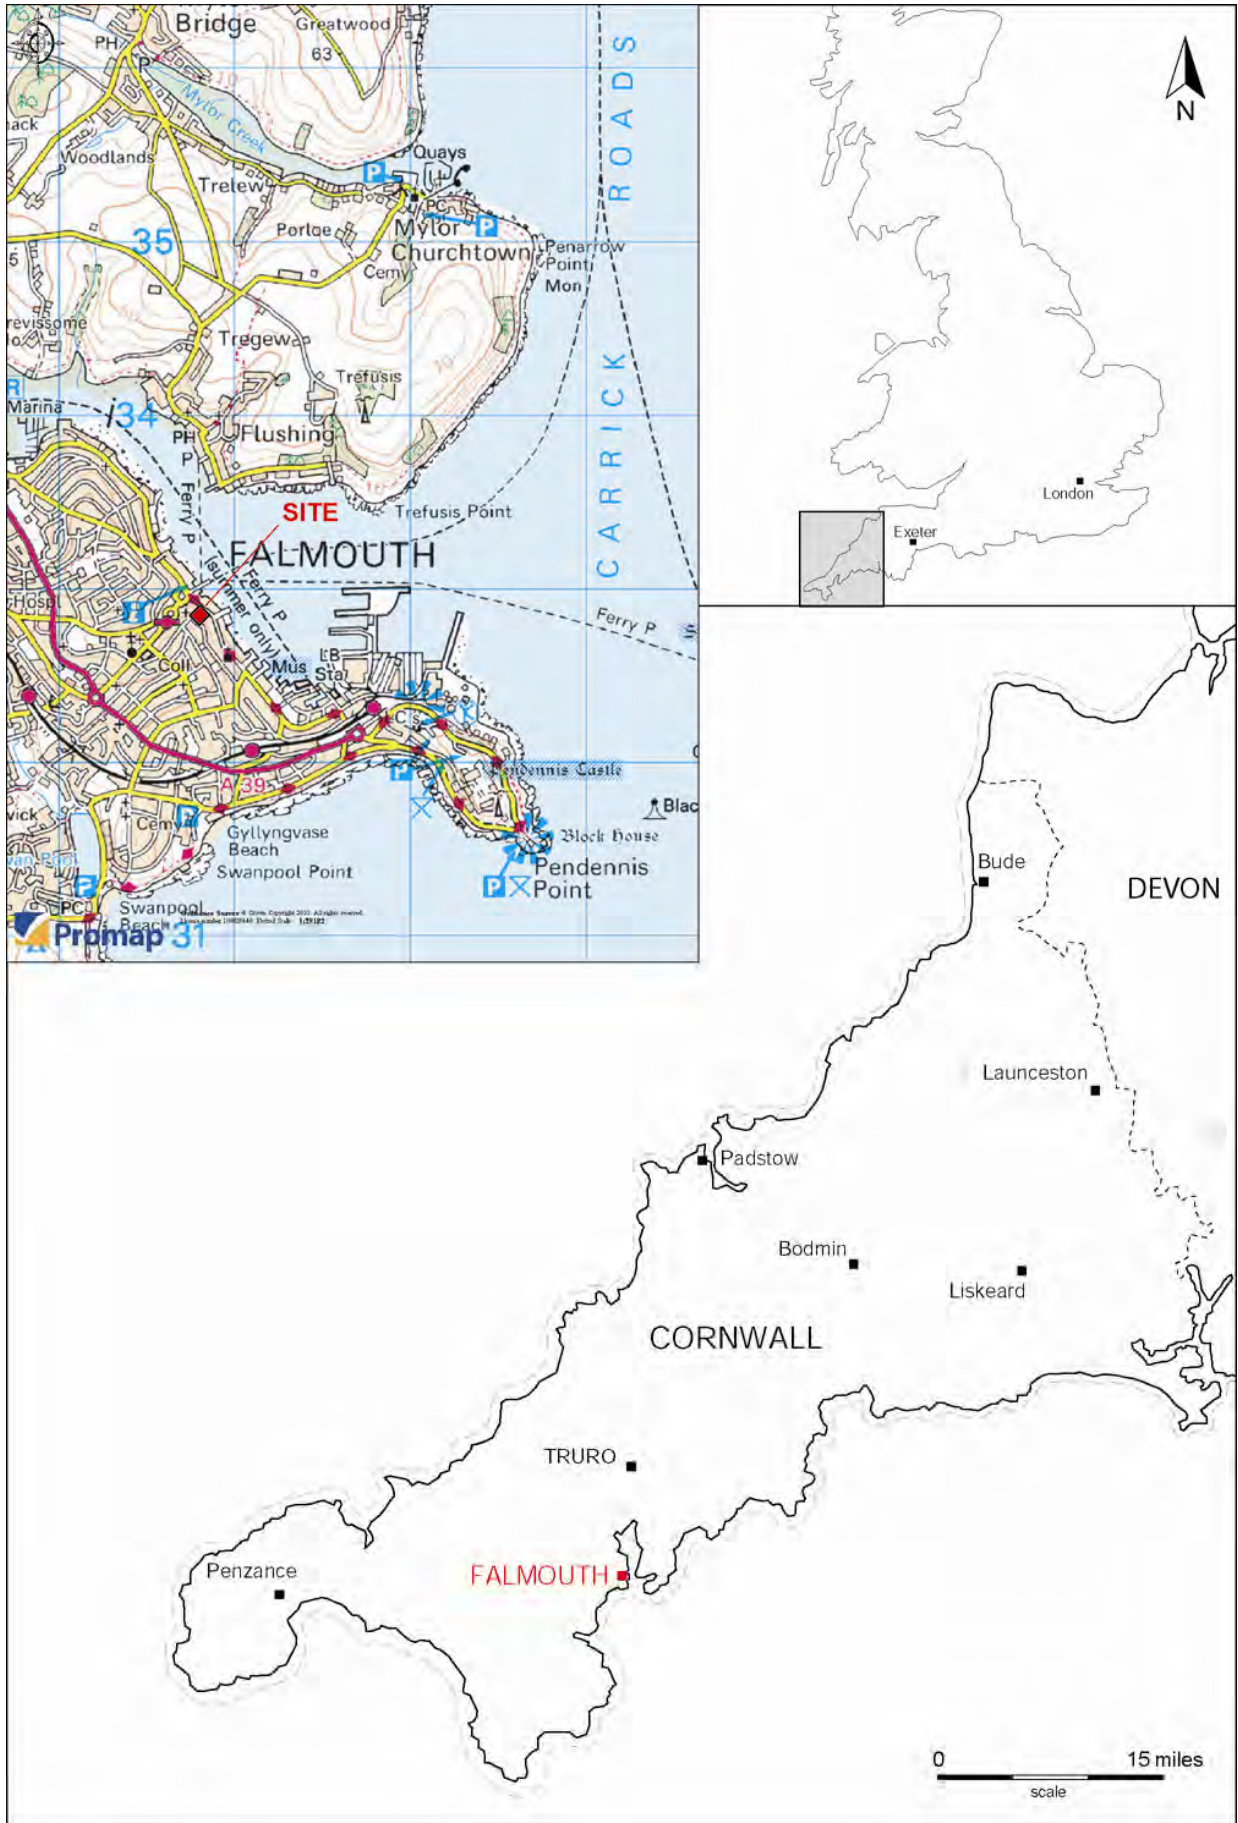 Bridge
Greatwood
63
PH
P
Mylor Creek
Woodlands
Quays
P
Trelew
PC
P
Porloe
Mylor
Churchtown
35
Cemy
Penarrow
Point
Mon
CARRICK ROADS
Tregew
Trefusis
Marina
34
PH
P
Flushing
Ferry P
Trefusis Point
SITE
FALMOUTH
Ferry P
(summer only)
Ferry P
Hospl
Coll
Mus
LB
Sta
A 39
P
Pendennis Castle
Cemy
P
Gyllyngvase
Beach
Block House
Swanpool Point
Pendennis
Point
P
P
PC
Swanpool
Beach
Promap
31
N
London
Exeter
Bude
DEVON
Launceston
Padstow
Bodmin
Liskeard
CORNWALL
TRURO
Penzance
FALMOUTH
0
15 miles
scale